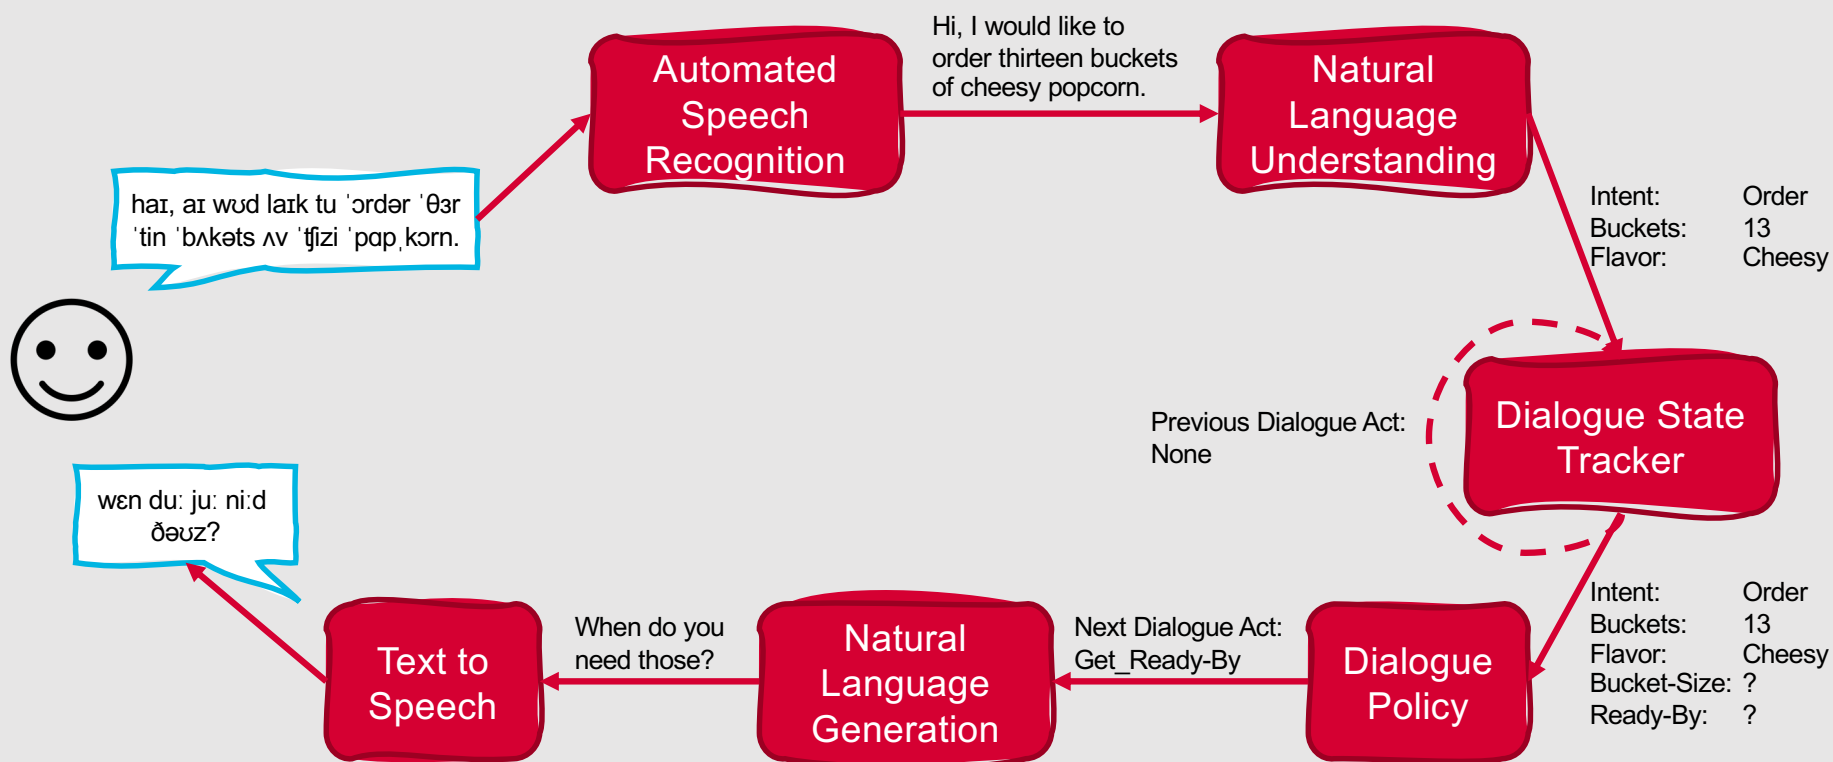 Hi, I would like to
order thirteen buckets
of cheesy popcorn.
Automated
Speech
Recognition
Natural
Language
Understanding
haɪ, aɪ wʊd laɪk tu ˈɔrdər ˈθɜr
ˈtin ˈbʌkəts ʌv ˈʧizi ˈpɑpˌkɔrn.
Intent: Order
Buckets: 13
Flavor: Cheesy
Previous Dialogue Act:
None
Dialogue State
Tracker
Intent: Order
Buckets: 13
Flavor: Cheesy
Bucket-Size: ?
Ready-By: ?
Dialogue
Policy
Next Dialogue Act:
Get_Ready-By
Natural
Language
Generation
When do you
need those?
Text to
Speech
wɛn duː juː niːd
ðəʊz?